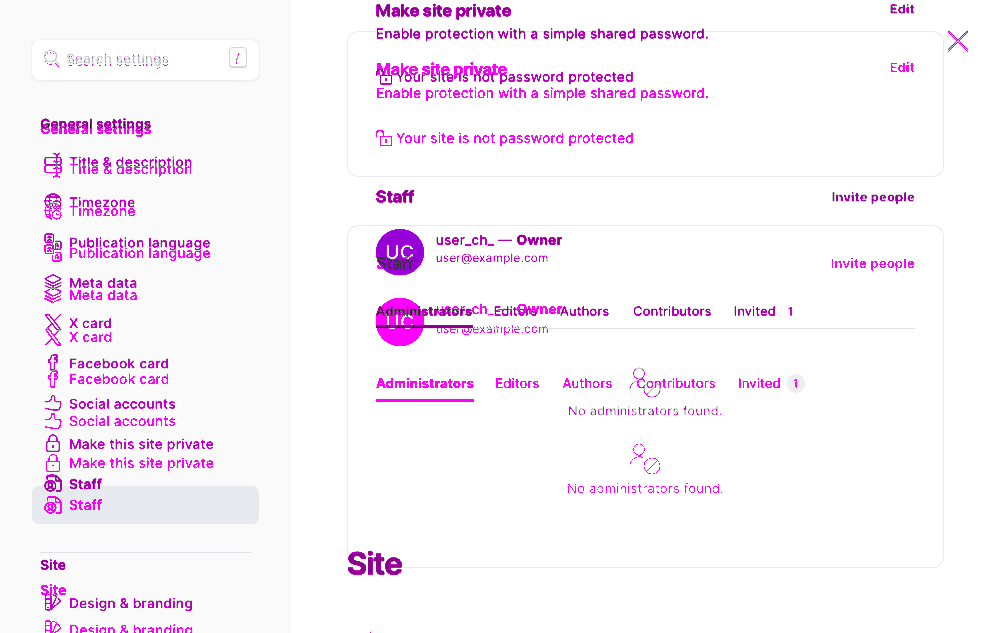 Search settings
/
General settings
General settings
Title & description
Title & description
Timezone
Timezone
Publication language
Publication language
Meta data
Meta data
X card
X card
Facebook card
Facebook card
Social accounts
Social accounts
Make this site private
Make this site private
Staff
Staff
Site
Site
Design & branding
Design & branding
Make site private
Edit
Enable protection with a simple shared password.
Make site private
Edit
Your site is not password protected
Enable protection with a simple shared password.
Your site is not password protected
Staff
Invite people
UC
user_ch_ — Owner
user@example.com
Staff
Invite people
UC
user_ch_ — Owner
user@example.com
Administrators
Editors
Authors
Contributors
Invited
1
Administrators
Editors
Authors
Contributors
Invited
1
No administrators found.
No administrators found.
Site